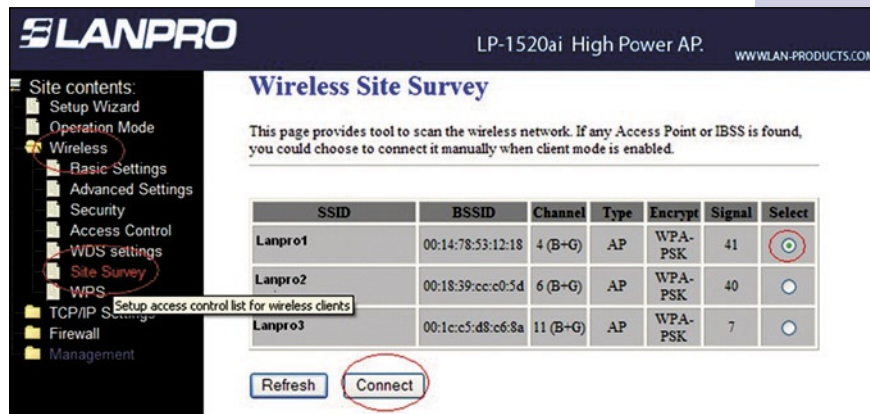 LANPRO
LP-1520ai High Power AP.
WWW.LAN-PRODUCTS.COM
Site contents:
Setup Wizard
Operation Mode
Wireless
Basic Settings
Advanced Settings
Security
Access Control
WDS settings
Site Survey
WPS
Setup access control list for wireless clients
TCP/IP Settings
Firewall
Management
Wireless Site Survey
This page provides tool to scan the wireless network. If any Access Point or IBSS is found,
you could choose to connect it manually when client mode is enabled.
SSID BSSID Channel Type Encrypt Signal Select
Lanpro1 00:14:78:53:12:18 4 (B+G) AP WPA-PSK 41
Lanpro2 00:18:39:cc:c0:5d 6 (B+G) AP WPA-PSK 40
Lanpro3 00:1c:c5:d8:c6:8a 11 (B+G) AP WPA-PSK 7
Refresh Connect